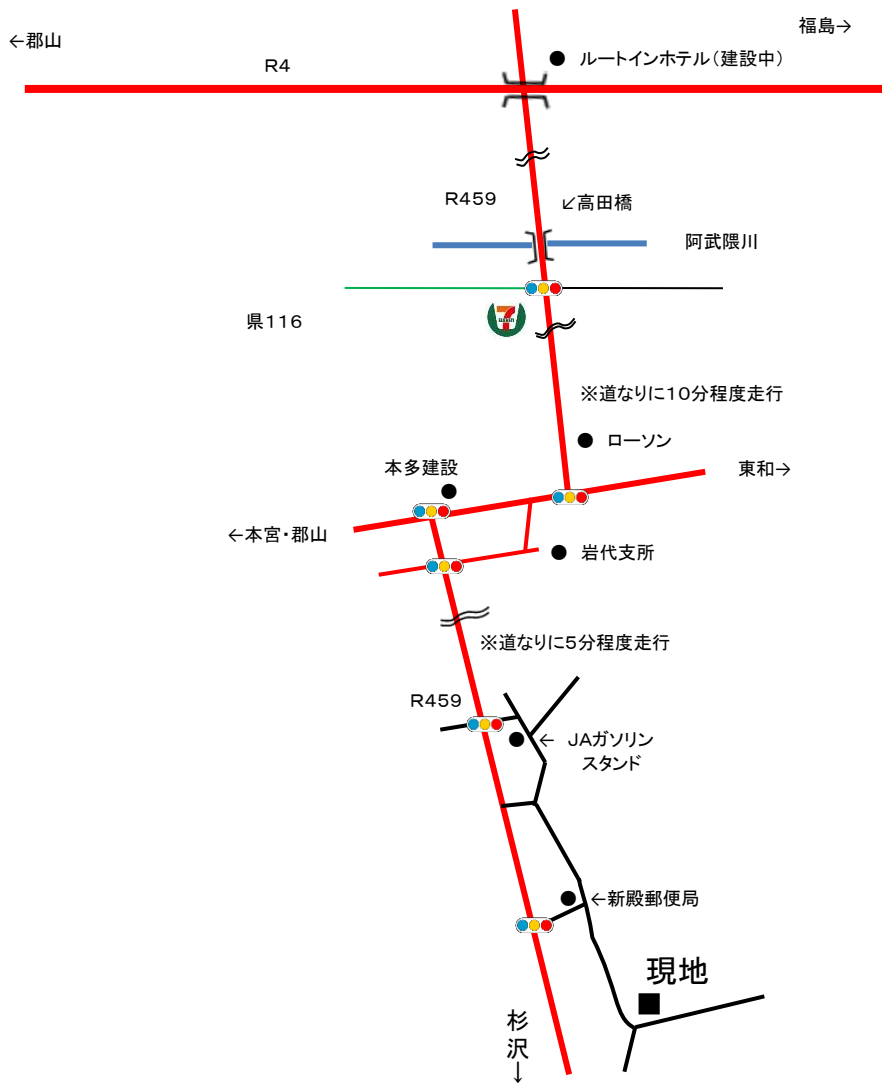 ←郡山
福島→
ルートインホテル（建設中）
R4
R459
↙高田橋
阿武隈川
7
ELEVEN
県116
※道なりに10分程度走行
ローソン
本多建設
東和→
←本宮・郡山
岩代支所
※道なりに5分程度走行
R459
← JAガソリン
スタンド
←新殿郵便局
現地
杉沢↓